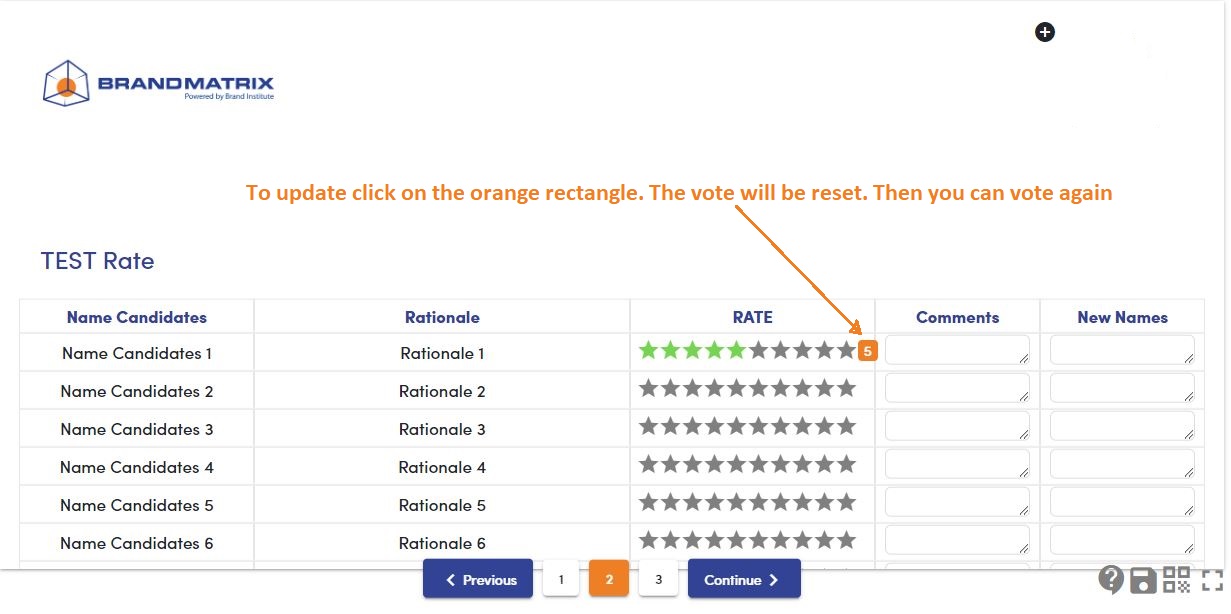 BRANDMATRIX
Powered by Brand Institute
To update click on the orange rectangle. The vote will be reset. Then you can vote again
TEST Rate
Name Candidates Rationale RATE Comments New Names
Name Candidates 1 Rationale 1 5
Name Candidates 2 Rationale 2
Name Candidates 3 Rationale 3
Name Candidates 4 Rationale 4
Name Candidates 5 Rationale 5
Name Candidates 6 Rationale 6
Previous 1 2 3 Continue